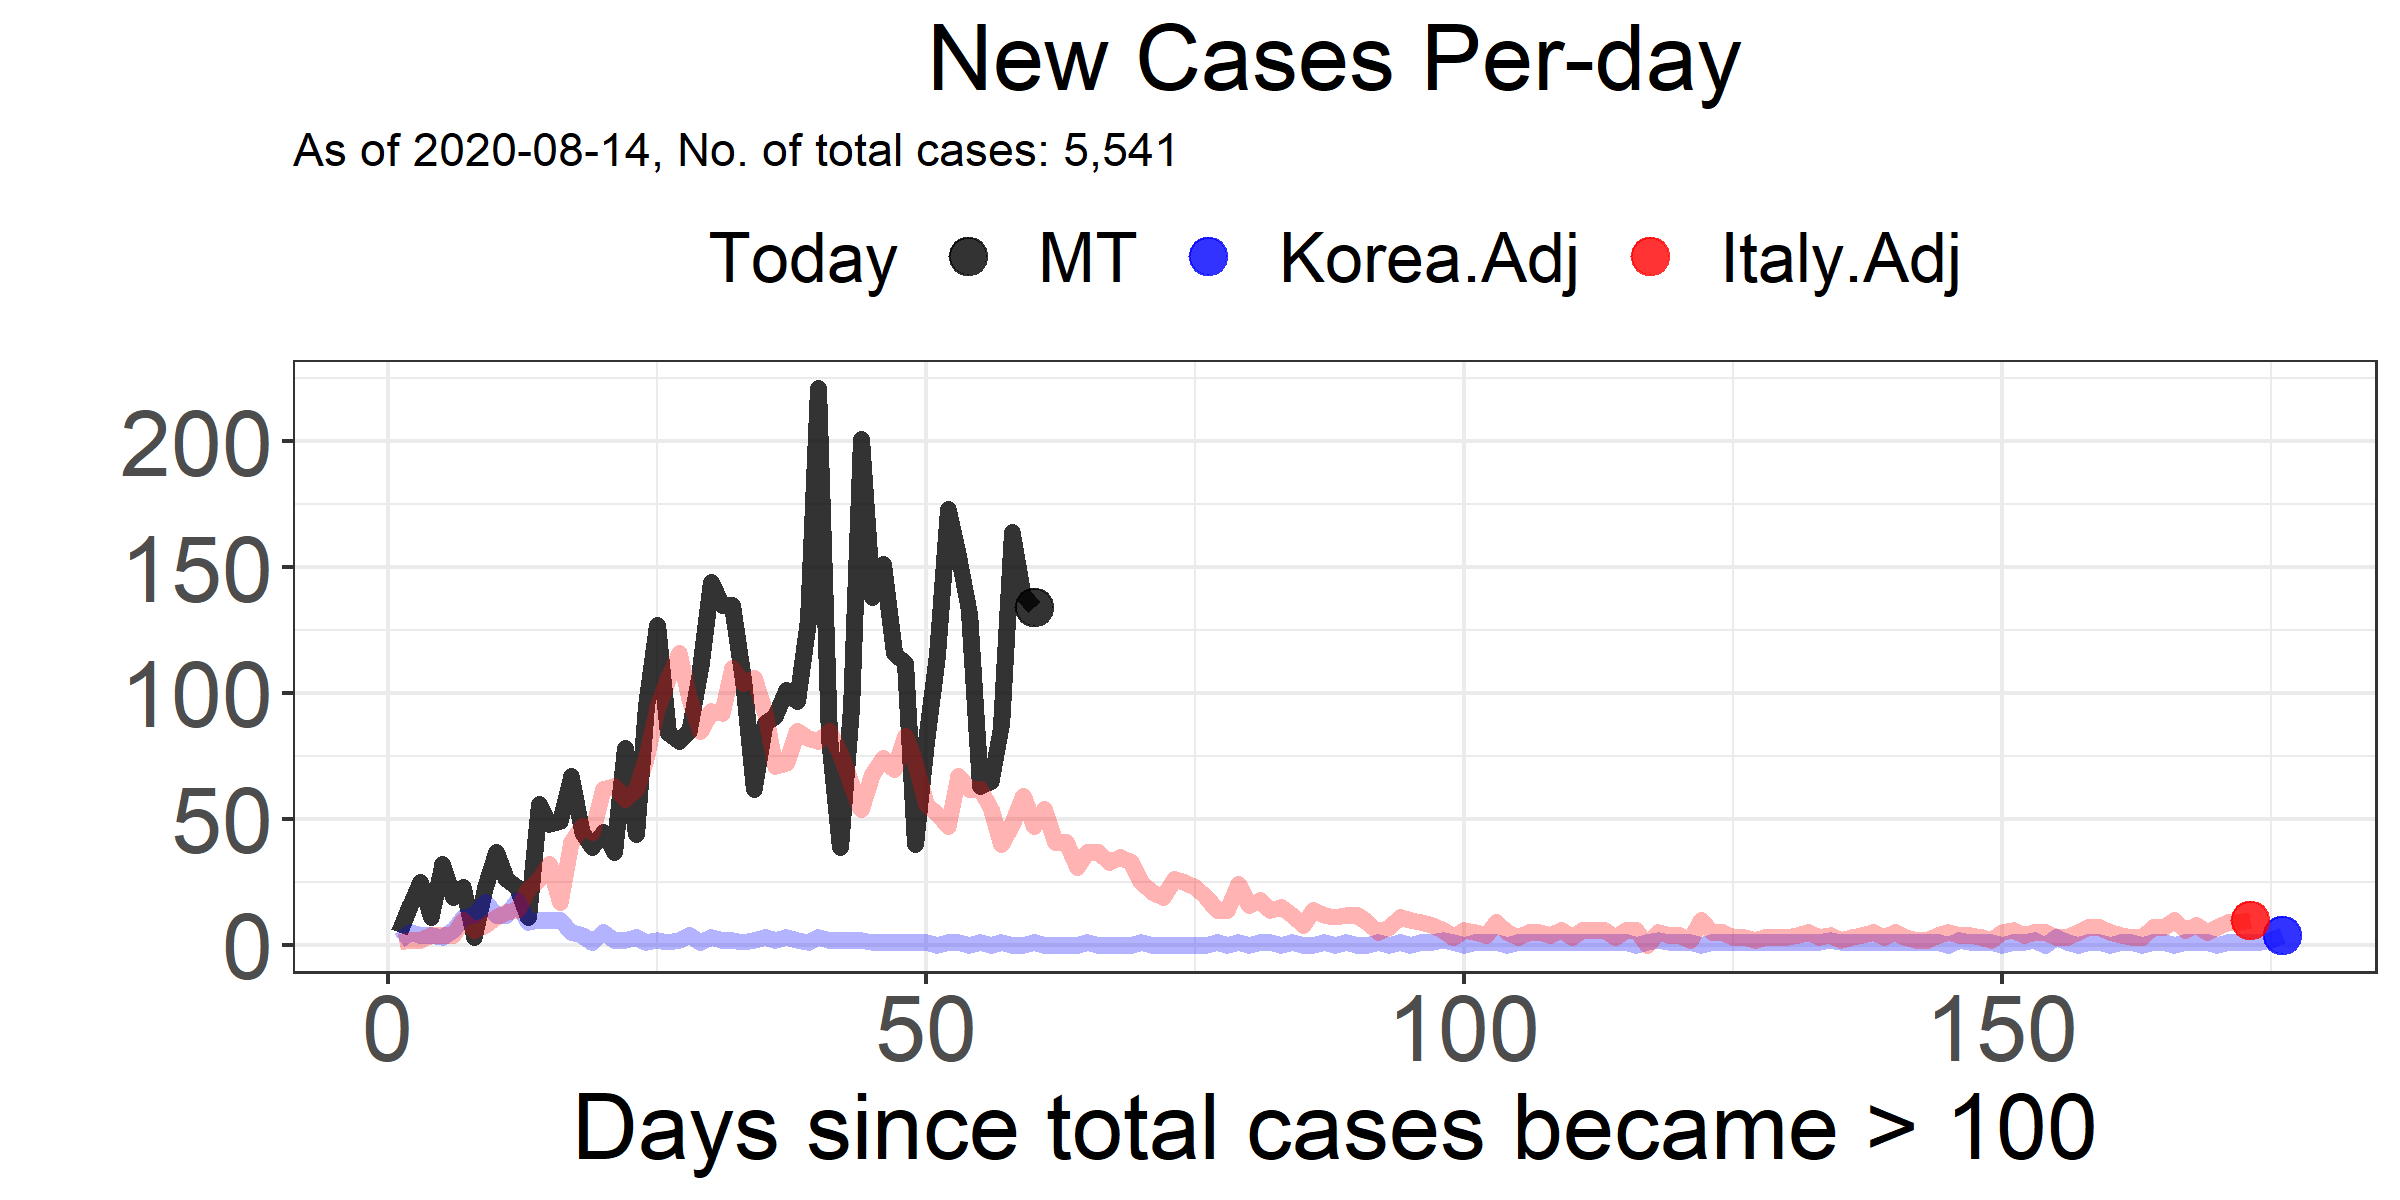 New Cases Per-day
As of 2020-08-14, No. of total cases: 5,541
Today MT Korea.Adj Italy.Adj
200
150
100
50
0
0 50 100 150
Days since total cases became > 100